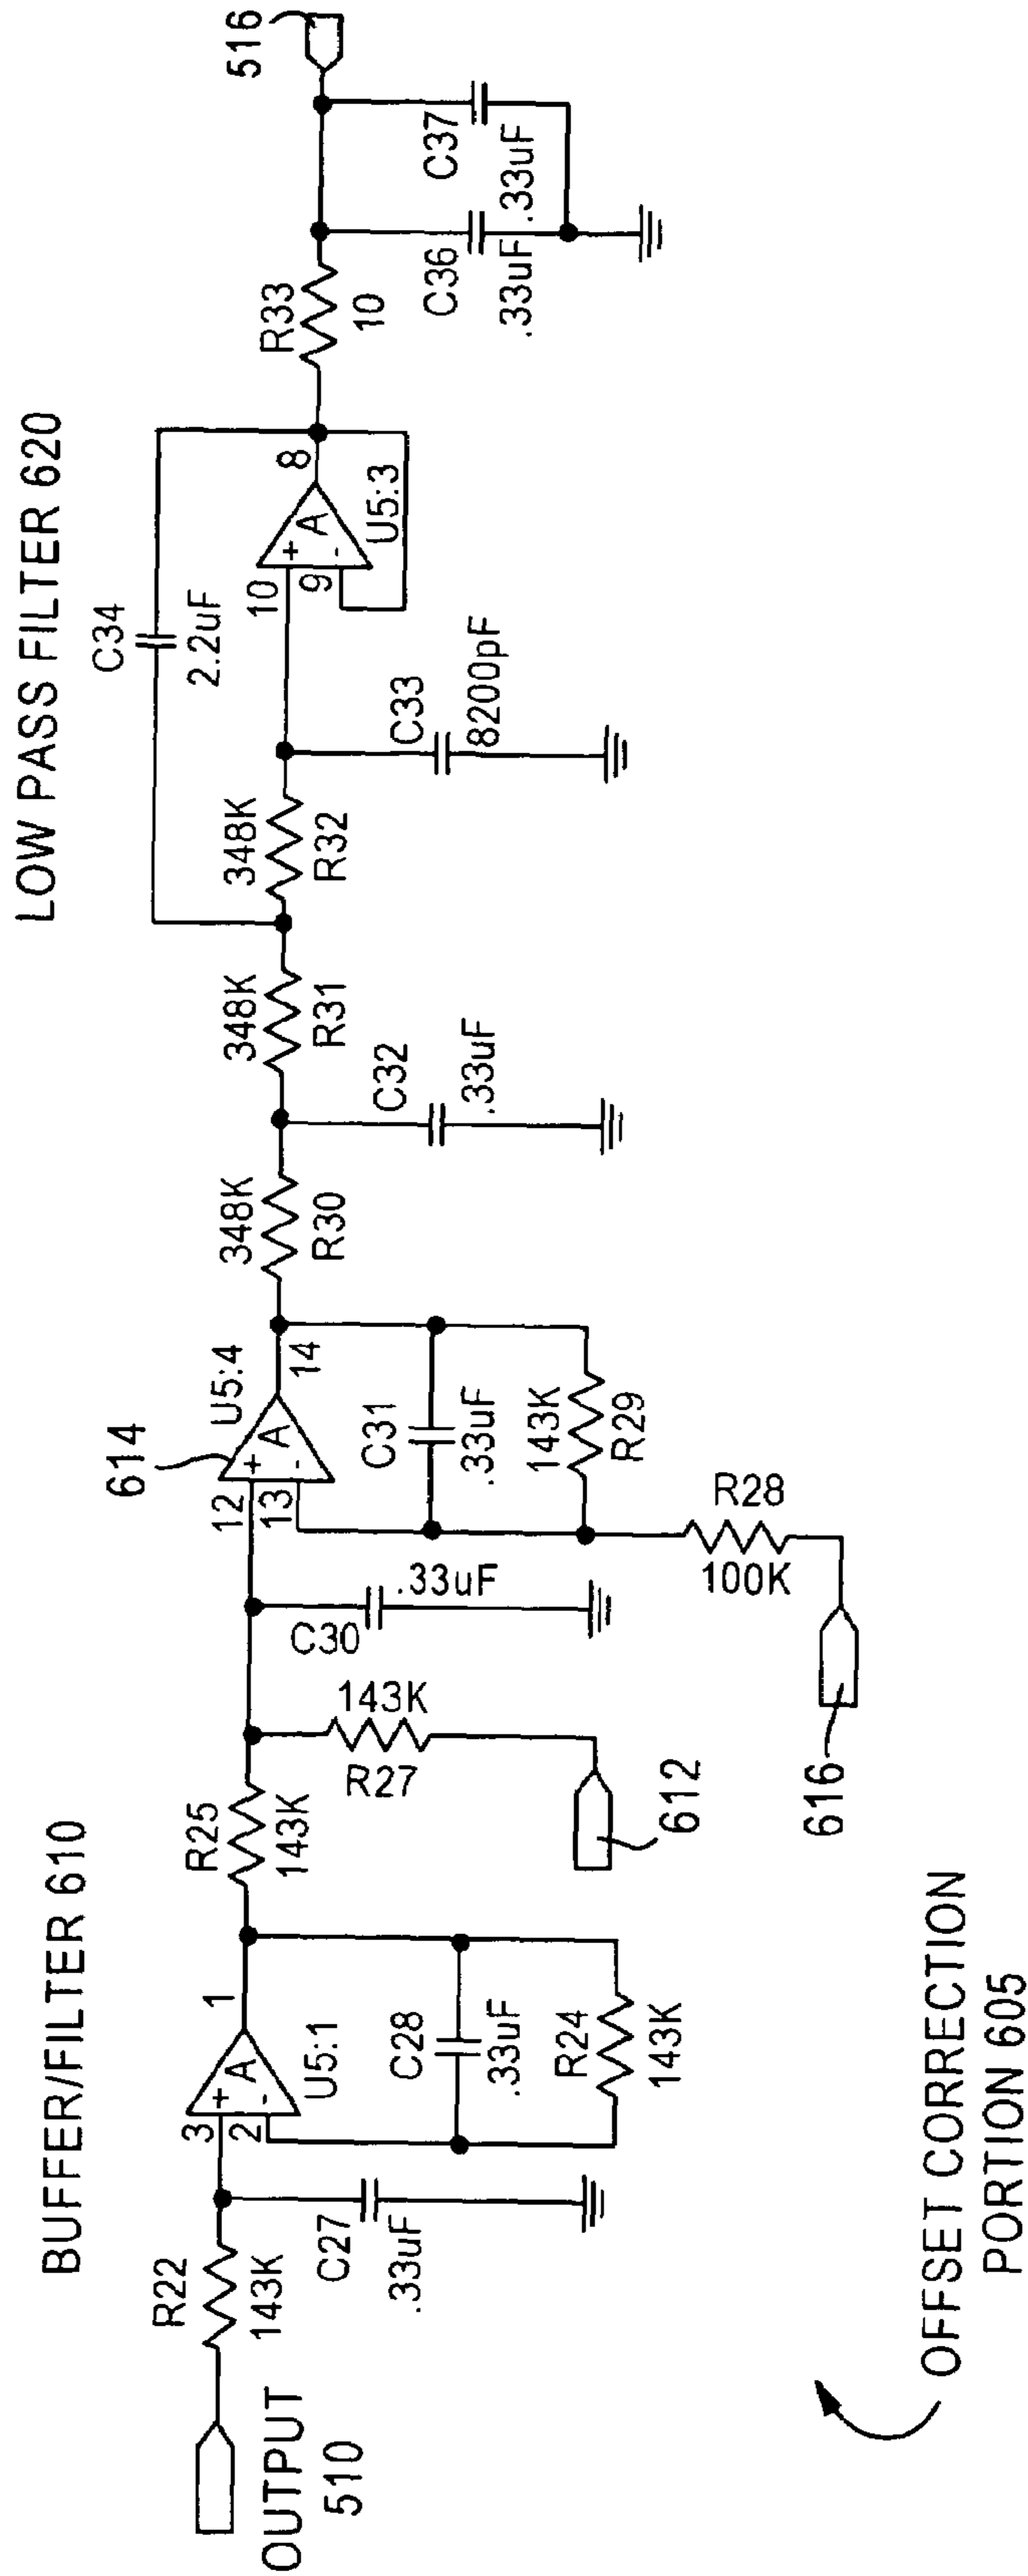 BUFFER/FILTER 610
LOW PASS FILTER 620
OUTPUT
510
R22
143K
C27
.33uF
3
2
+
-
A
1
U5:1
C28
.33uF
R24
143K
R25
143K
143K
R27
612
C30
.33uF
614
12
13
+
-
A
U5:4
14
C31
.33uF
143K
R29
R28
100K
616
348K
R30
C32
.33uF
348K
R31
348K
R32
C34
2.2uF
C33
8200pF
10
9
+
-
A
8
U5:3
R33
10
C36
.33uF
C37
.33uF
516
OFFSET CORRECTION
PORTION 605